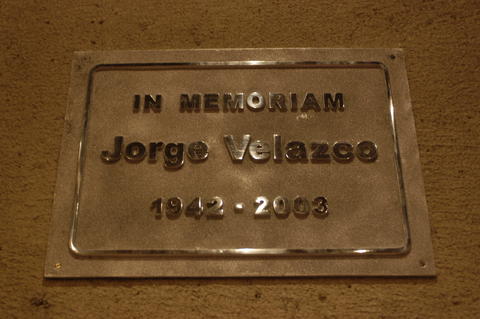 IN MEMORIAM
Jorge Velazco
1942 - 2003